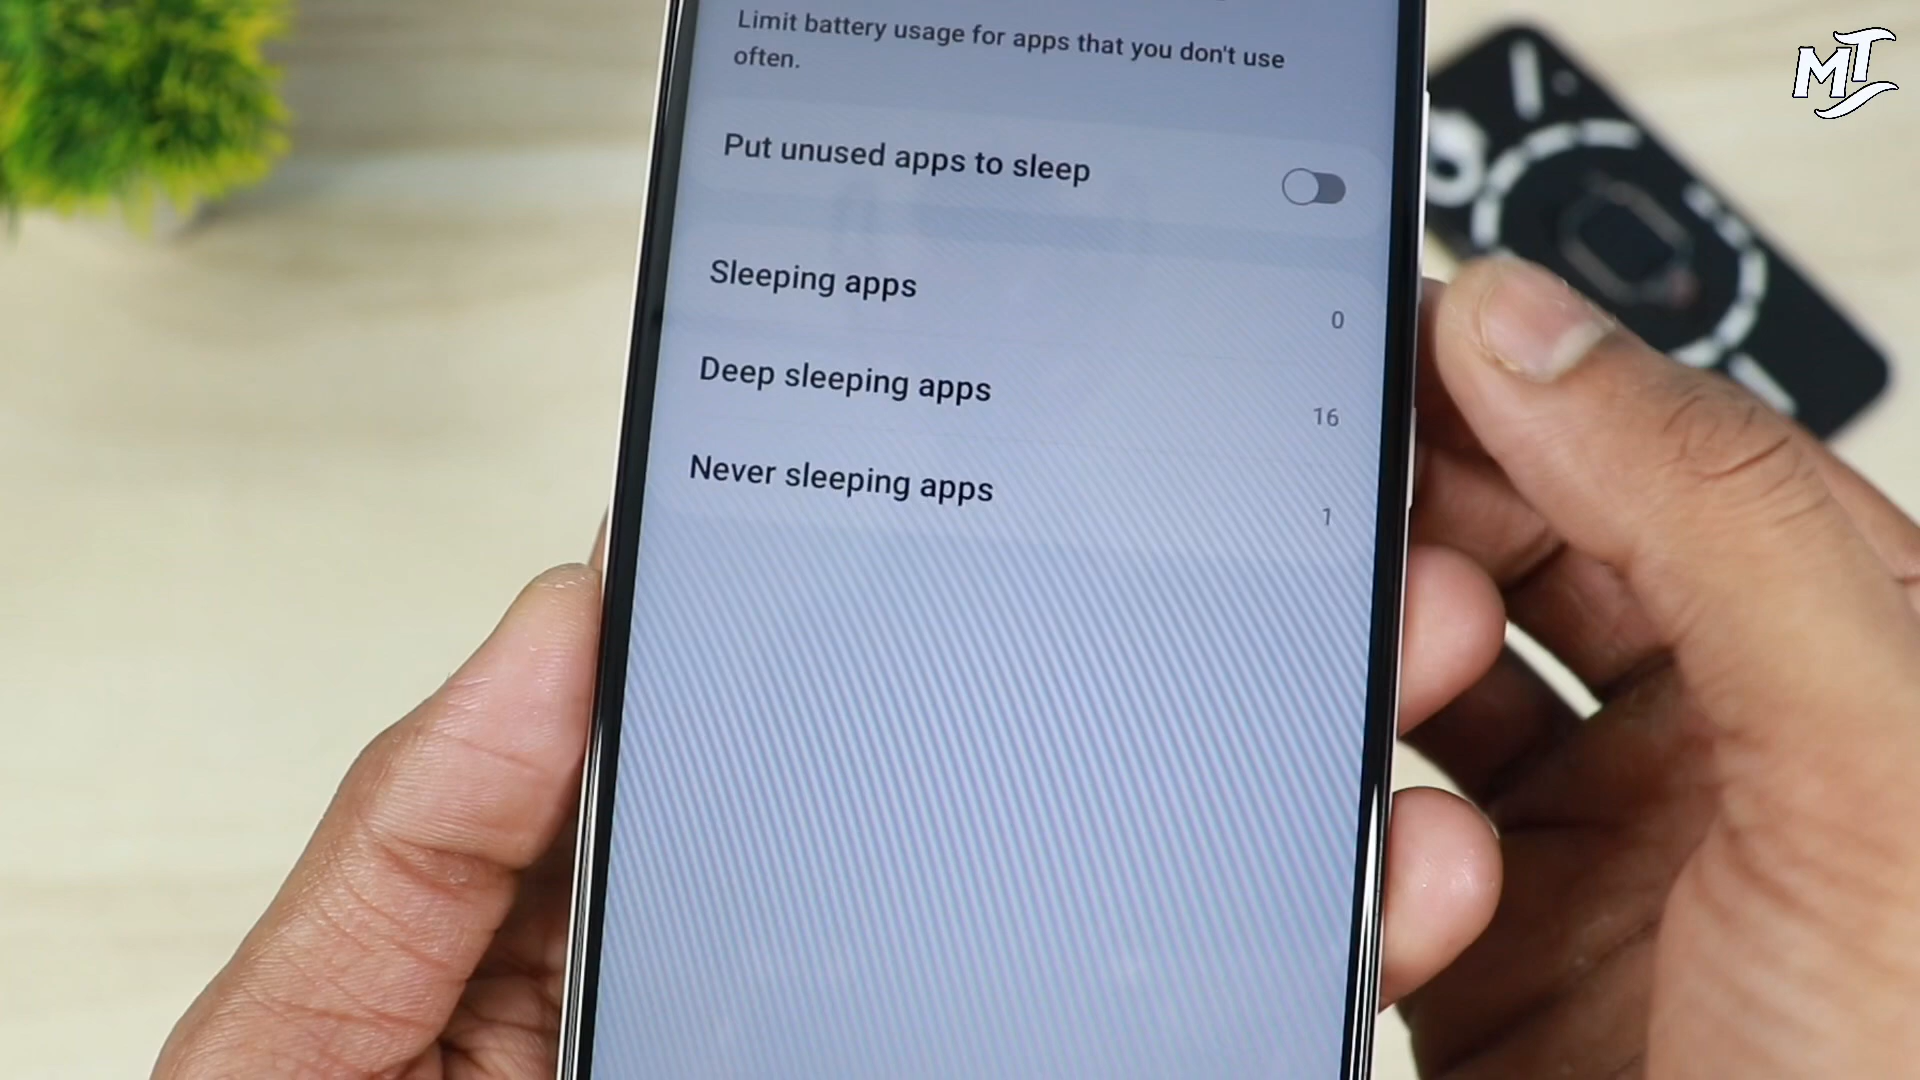 MT
Limit battery usage for apps that you don't use
often.
Put unused apps to sleep
Sleeping apps
0
Deep sleeping apps
16
Never sleeping apps
1